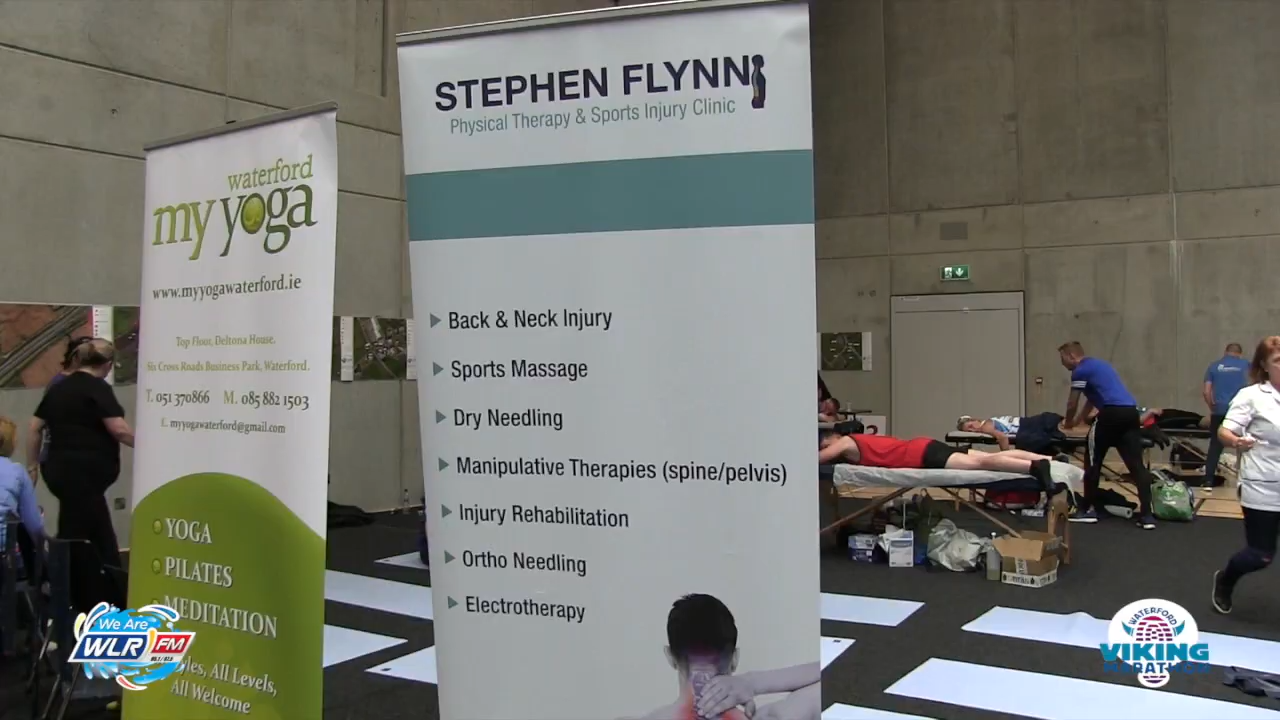 waterford
my yoga
www.myyogawaterford.ie
Top Floor, Deltona House.
Six Cross Roads Business Park, Waterford.
T. 051 370866 M. 085 882 1503
E. myyogawaterford@gmail.com
YOGA
PILATES
MEDITATION
All Levels,
All Welcome
STEPHEN FLYNN
Physical Therapy & Sports Injury Clinic
Back & Neck Injury
Sports Massage
Dry Needling
Manipulative Therapies (spine/pelvis)
Injury Rehabilitation
Ortho Needling
Electrotherapy
We Are
WLR FM
WATERFORD
VIKING
MARATHON